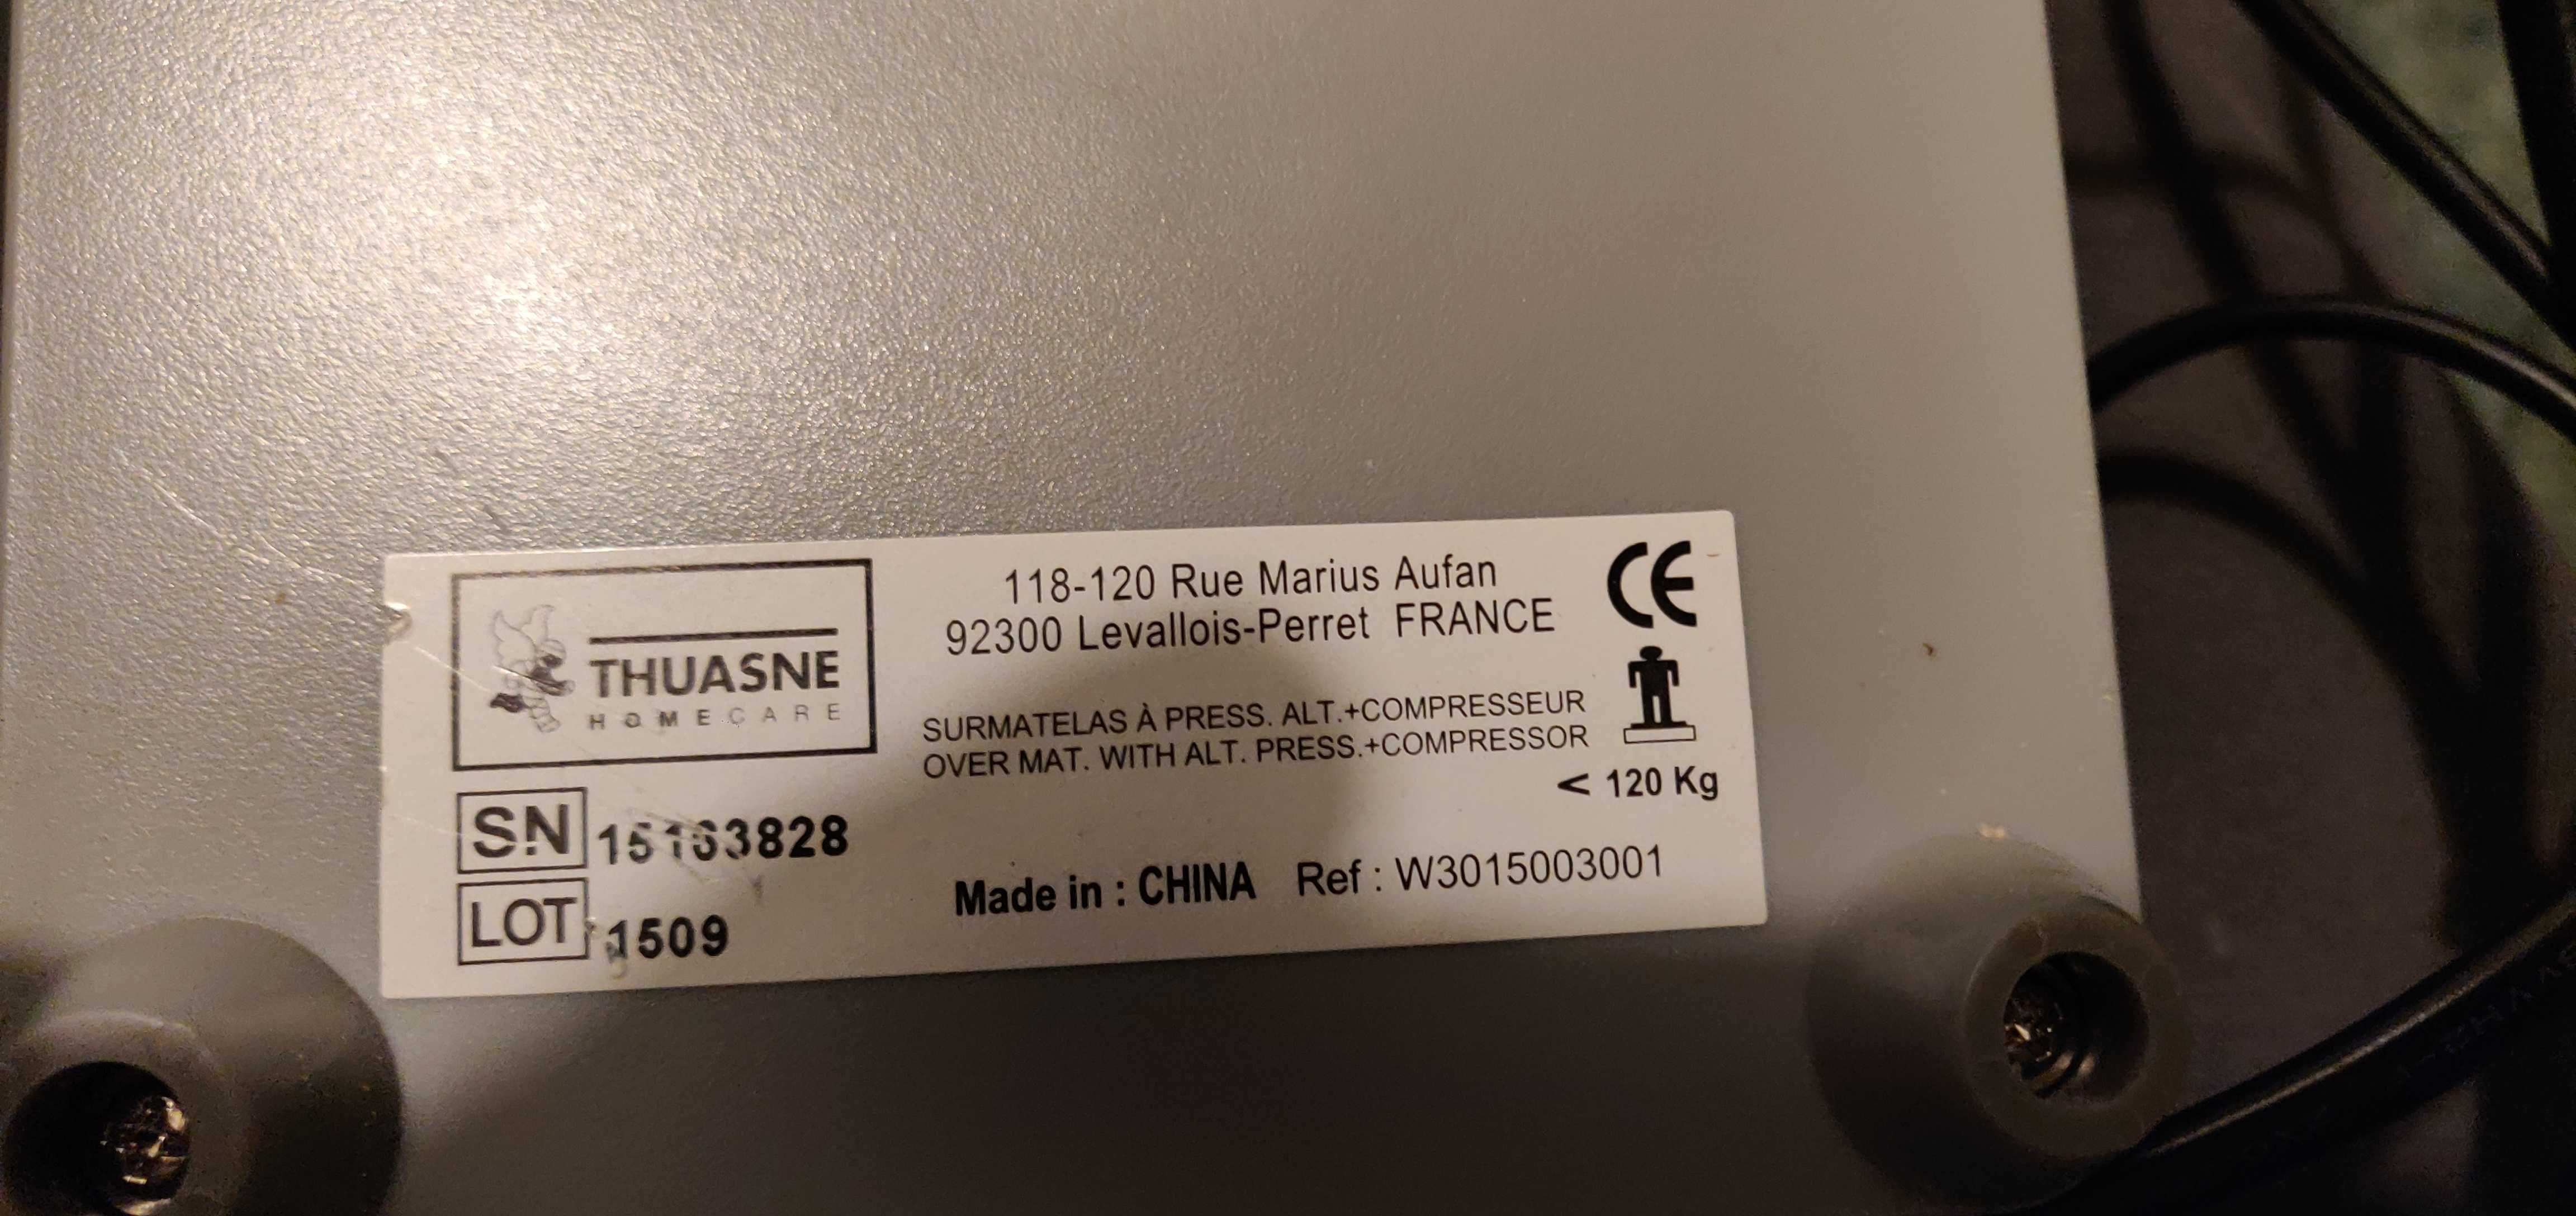 THUASNE
HOMECARE
118-120 Rue Marius Aufan
92300 Levallois-Perret FRANCE
CE
SURMATELAS À PRESS. ALT.+COMPRESSEUR
OVER MAT. WITH ALT. PRESS.+COMPRESSOR
< 120 Kg
SN 15163828
LOT 1509
Made in : CHINA Ref : W3015003001